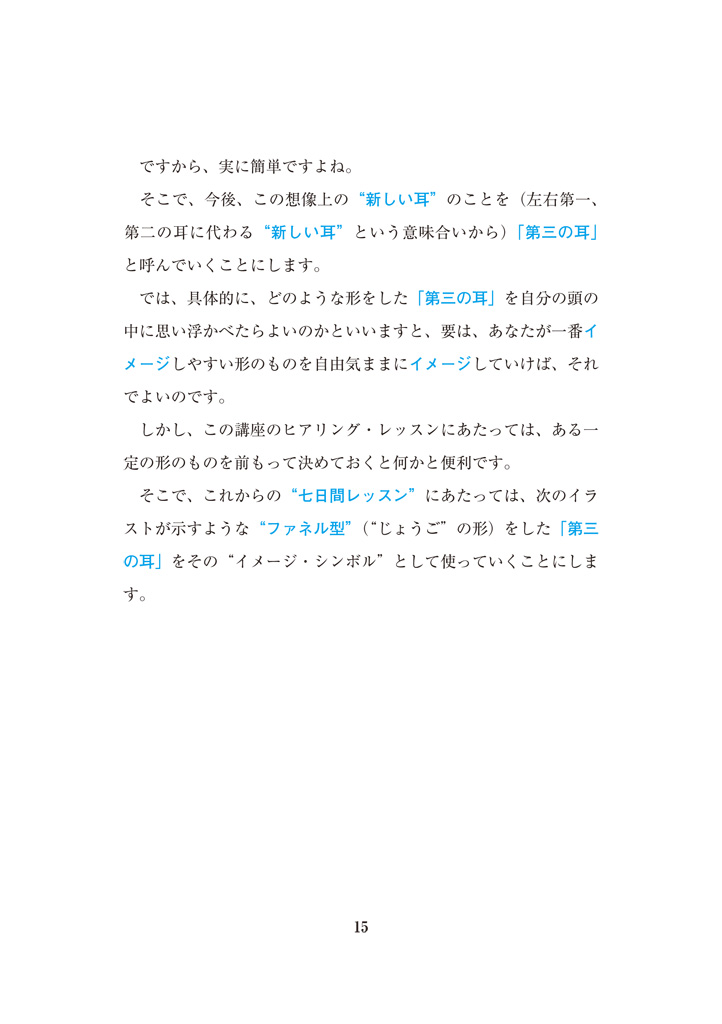 ですから、実に簡単ですよね。
そこで、今後、この想像上の“新しい耳”のことを（左右第一、
第二の耳に代わる“新しい耳”という意味合いから）「第三の耳」
と呼んでいくことにします。
では、具体的に、どのような形をした「第三の耳」を自分の頭の
中に思い浮かべたらよいのかといいますと、要は、あなたが一番イ
メージしやすい形のものを自由気ままにイメージしていけば、それ
でよいのです。
しかし、この講座のヒアリング・レッスンにあたっては、ある一
定の形のものを前もって決めておくと何かと便利です。
そこで、これからの“七日間レッスン”にあたっては、次のイラ
ストが示すような“ファネル型”（“じょうご”の形）をした「第三
の耳」をその“イメージ・シンボル”として使っていくことにしま
す。
15